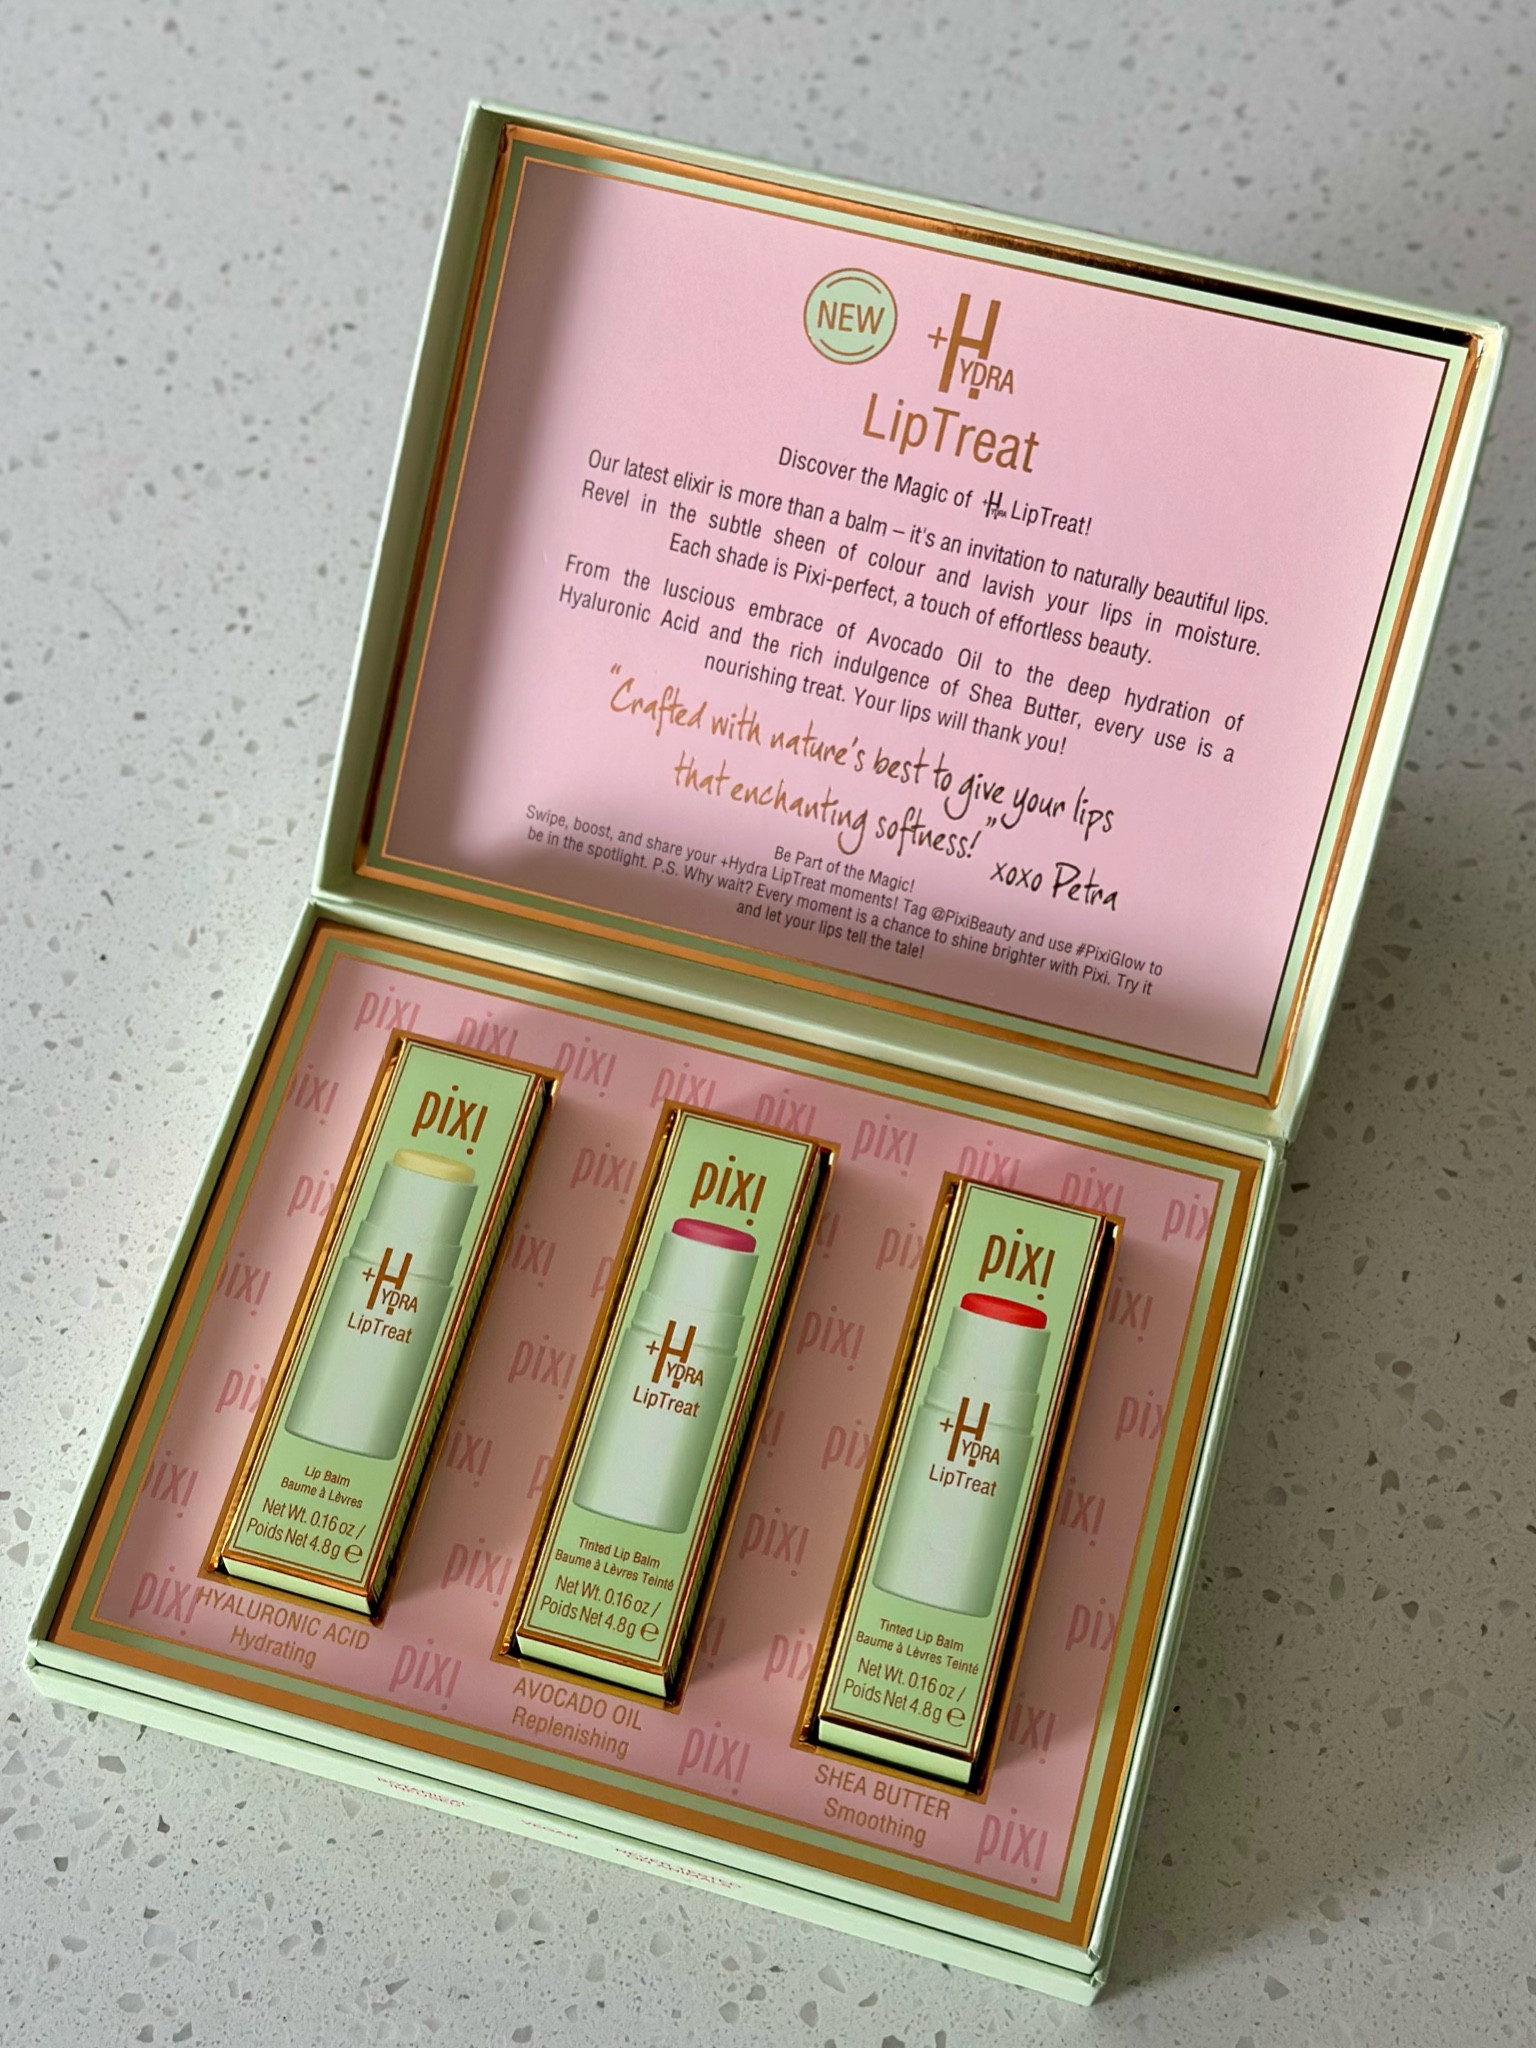 NEW
+HYDRA
LipTreat
Discover the Magic of +HYDRA LipTreat!
Our latest elixir is more than a balm – it's an invitation to naturally beautiful lips.
Revel in the subtle sheen of colour and lavish your lips in moisture.
Each shade is Pixi-perfect, a touch of effortless beauty.
From the luscious embrace of Avocado Oil to the deep hydration of
Hyaluronic Acid and the rich indulgence of Shea Butter, every use is a
nourishing treat. Your lips will thank you!
"Crafted with nature's best to give your lips
that enchanting softness!"
xoxo Petra
Be Part of the Magic!
Swipe, boost, and share your +Hydra LipTreat moments! Tag @PixiBeauty and use #PixiGlow to
be in the spotlight. P.S. Why wait? Every moment is a chance to shine brighter with Pixi. Try it
and let your lips tell the tale!
pixi
+HYDRA
LipTreat
Lip Balm
Baume à Lèvres
Net Wt. 0.16 oz /
Poids Net 4.8g ℮
HYALURONIC ACID
Hydrating
pixi
+HYDRA
LipTreat
Tinted Lip Balm
Baume à Lèvres Teinté
Net Wt. 0.16 oz /
Poids Net 4.8g ℮
AVOCADO OIL
Replenishing
pixi
+HYDRA
LipTreat
Tinted Lip Balm
Baume à Lèvres Teinté
Net Wt. 0.16 oz /
Poids Net 4.8g ℮
SHEA BUTTER
Smoothing
VEGAN